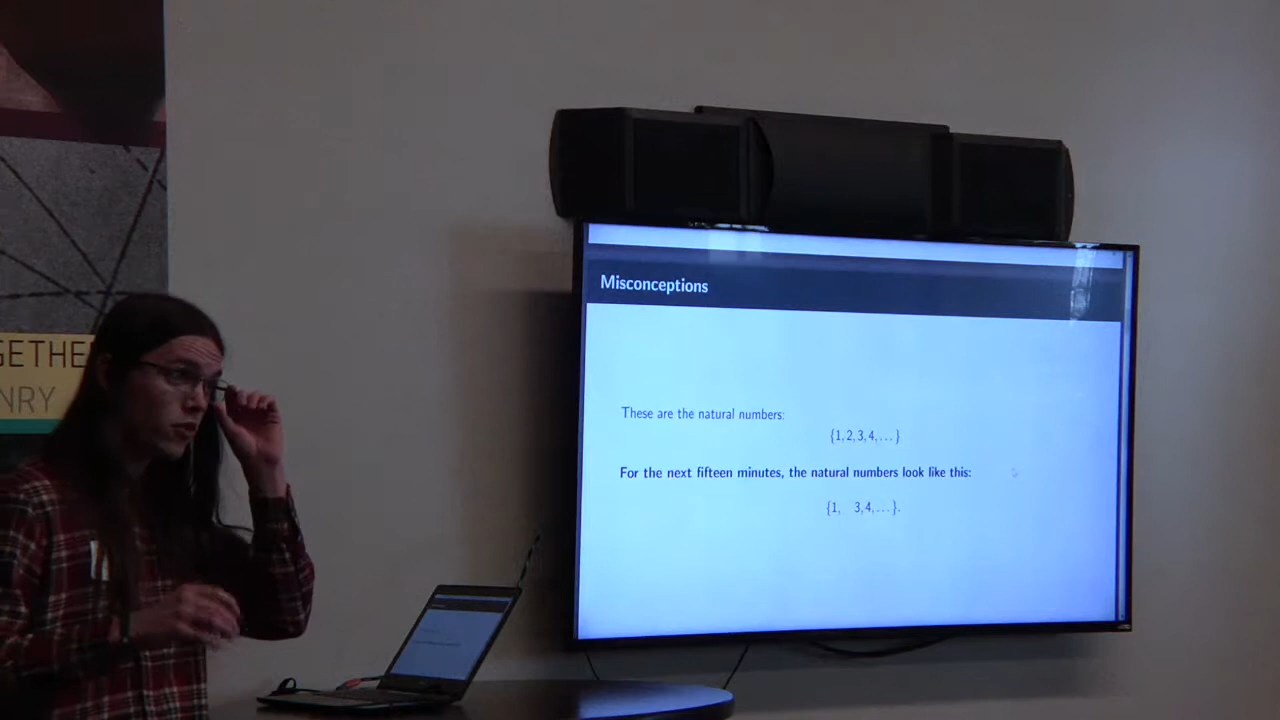 GETHE
NRY
Misconceptions
These are the natural numbers:
{1, 2, 3, 4, . . . }
For the next fifteen minutes, the natural numbers look like this:
{1, 3, 4, . . . }.